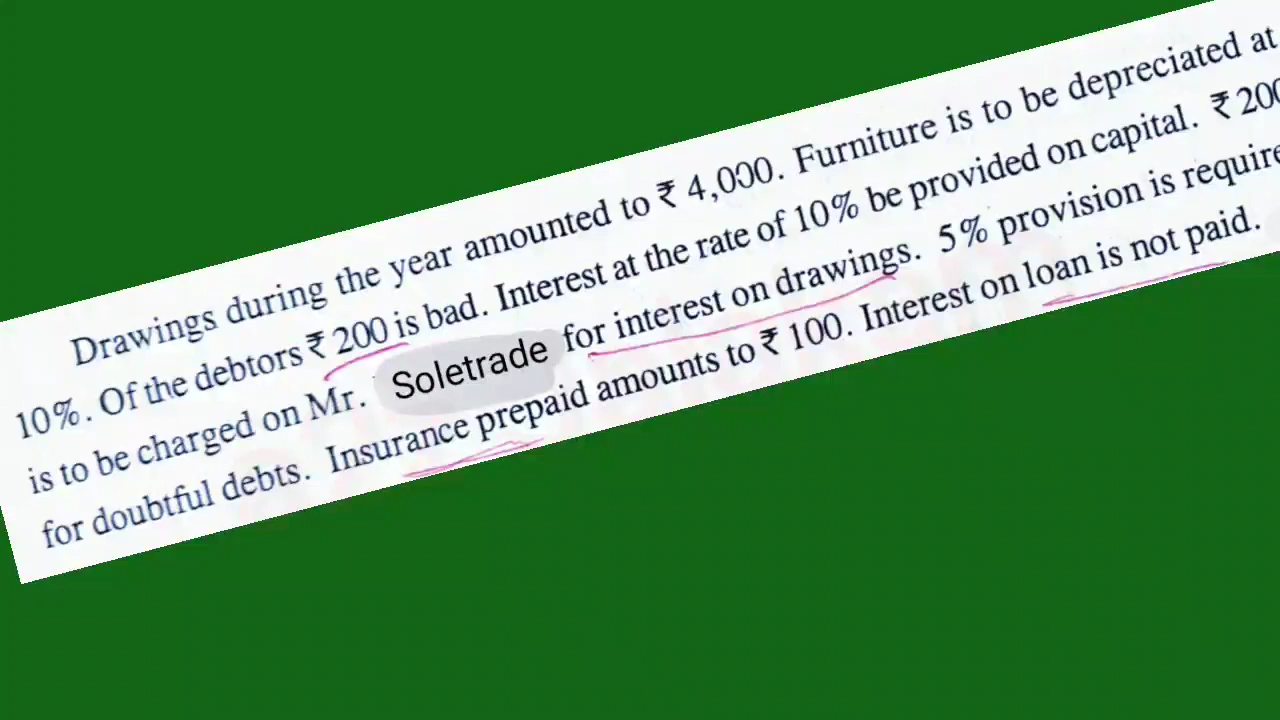 Drawings during the year amounted to ₹ 4,000. Furniture is to be depreciated at
10%. Of the debtors ₹ 200 is bad. Interest at the rate of 10% be provided on capital. ₹ 200
is to be charged on Mr. Soletrade for interest on drawings. 5% provision is require
for doubtful debts. Insurance prepaid amounts to ₹ 100. Interest on loan is not paid.